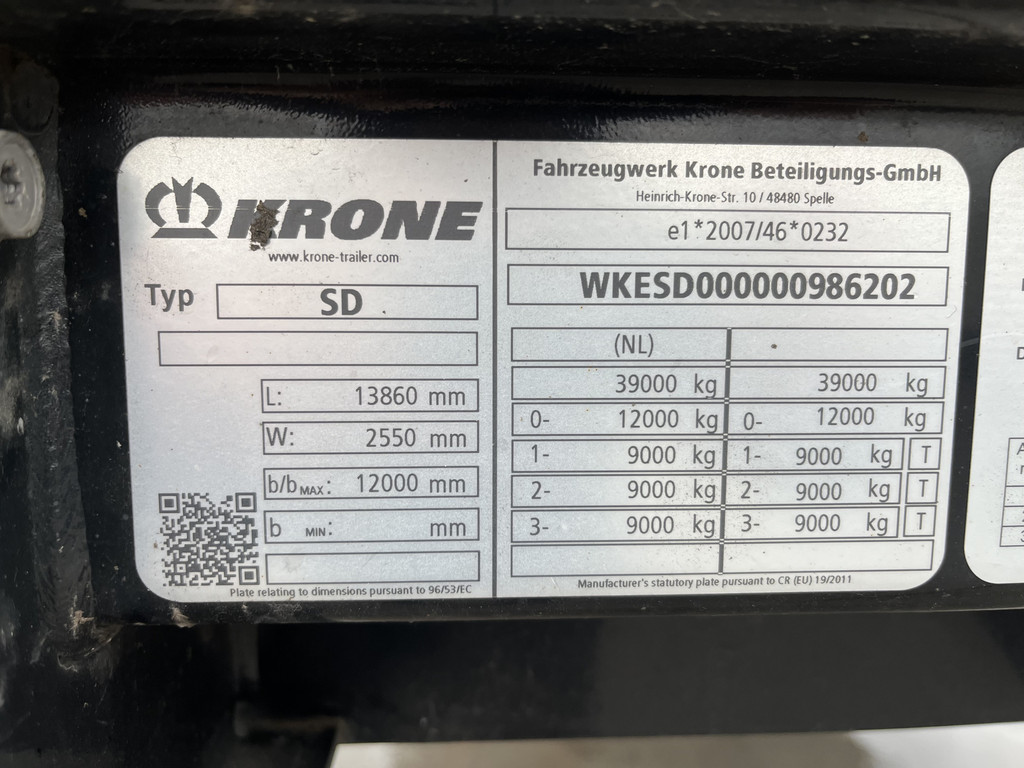 KRONE
www.krone-trailer.com
Typ SD
L: 13860 mm
W: 2550 mm
b/b MAX: 12000 mm
b MIN: mm
Plate relating to dimensions pursuant to 96/53/EC
Fahrzeugwerk Krone Beteiligungs-GmbH
Heinrich-Krone-Str. 10 / 48480 Spelle
e1*2007/46*0232
WKESD000000986202
(NL)
39000 kg 39000 kg
0- 12000 kg 0- 12000 kg
1- 9000 kg 1- 9000 kg T
2- 9000 kg 2- 9000 kg T
3- 9000 kg 3- 9000 kg T
Manufacturer's statutory plate pursuant to CR (EU) 19/2011